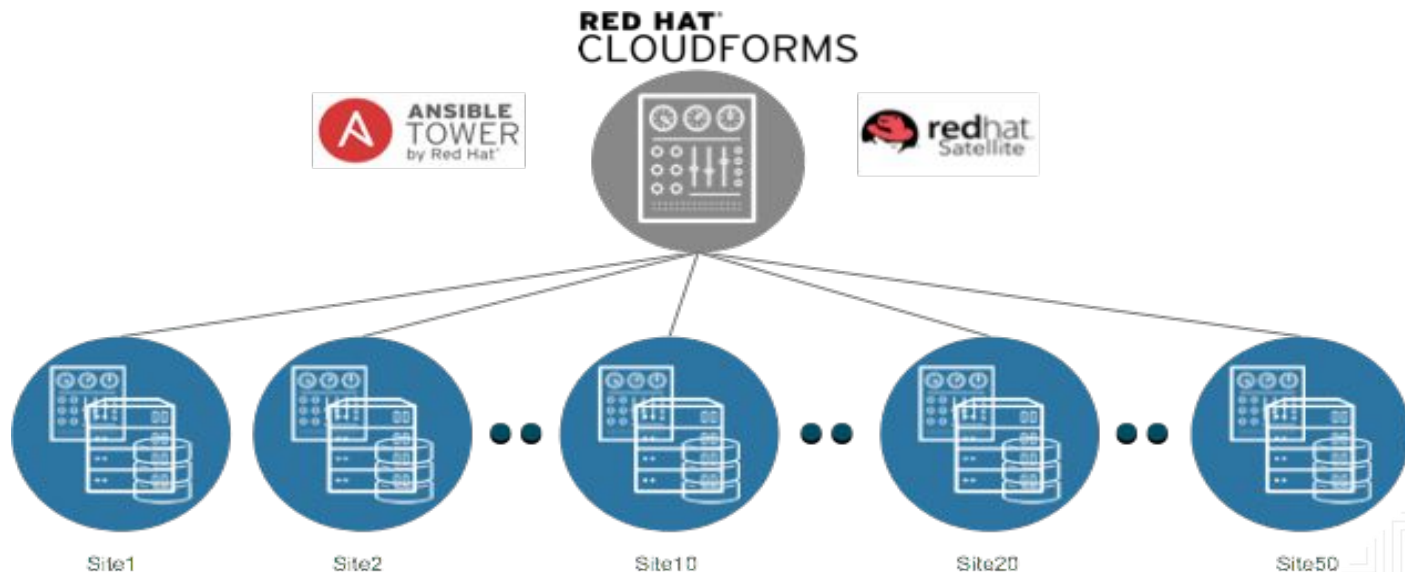 RED HAT®
CLOUDFORMS
ANSIBLE
TOWER
by Red Hat®
redhat.
Satellite
Site1
Site2
Site10
Site20
Site50